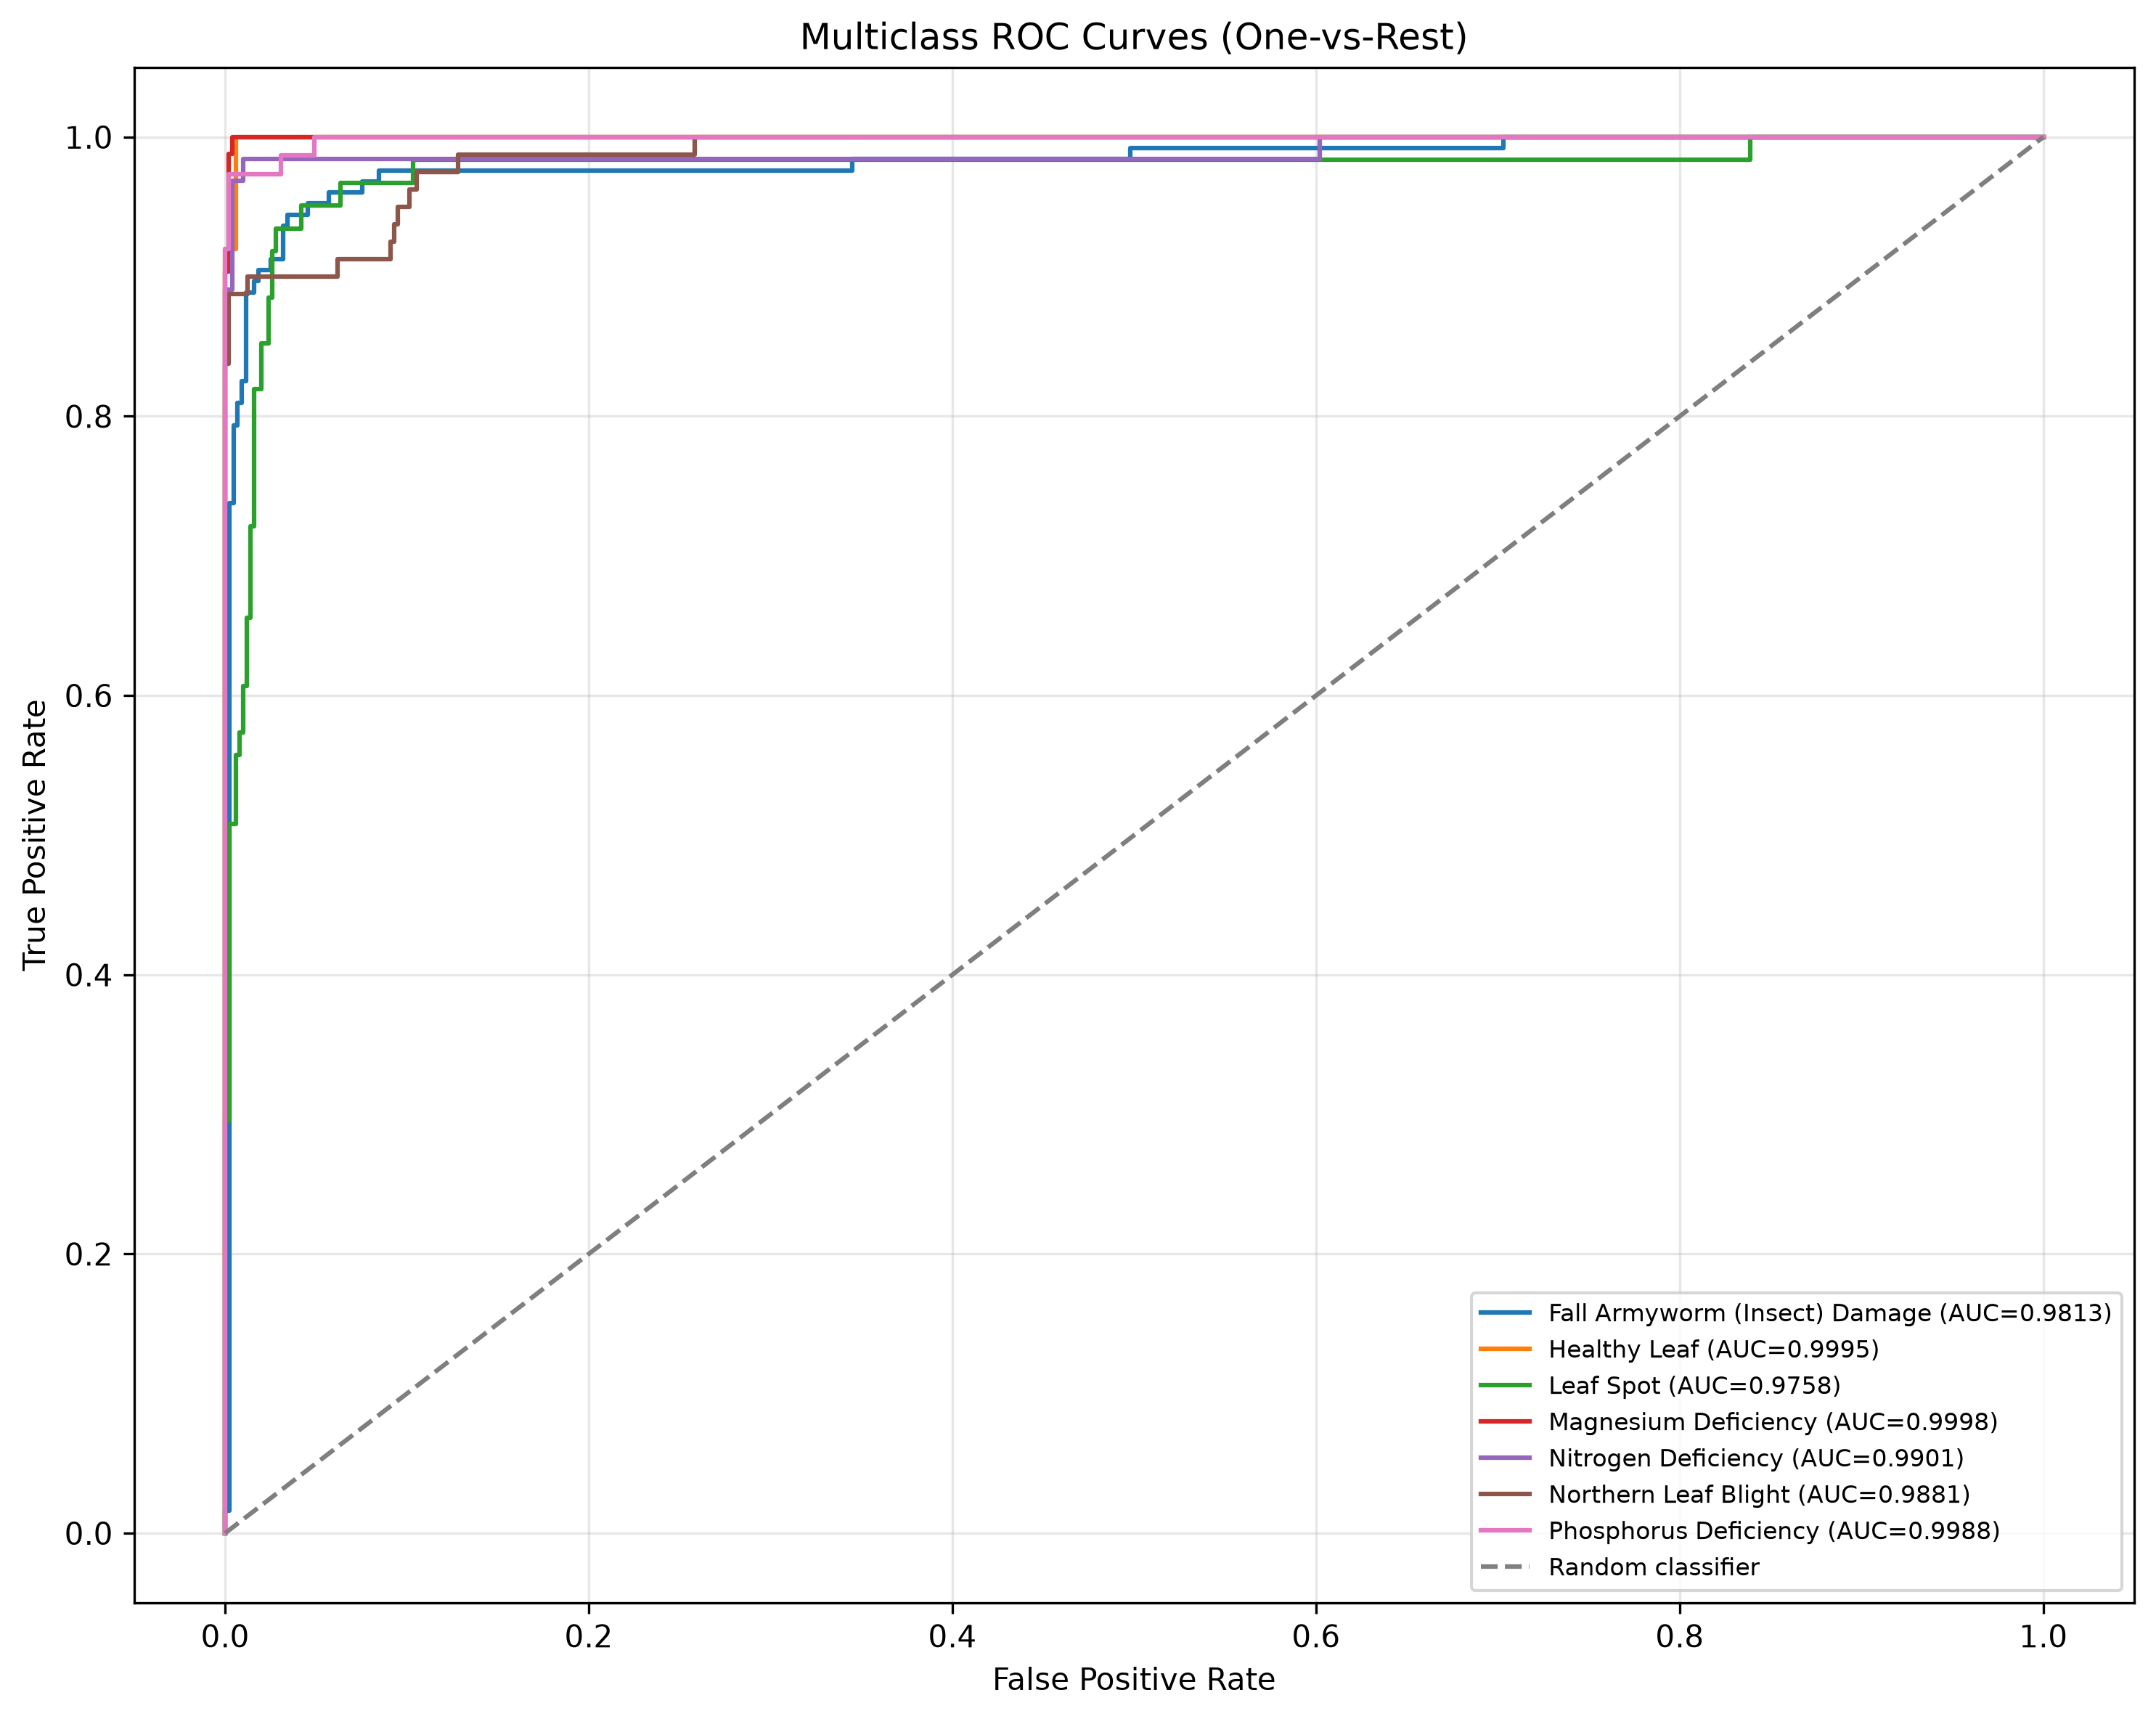 Multiclass ROC Curves (One-vs-Rest)
True Positive Rate
1.0
0.8
0.6
0.4
0.2
0.0
0.0 0.2 0.4 0.6 0.8 1.0
False Positive Rate
Fall Armyworm (Insect) Damage (AUC=0.9813)
Healthy Leaf (AUC=0.9995)
Leaf Spot (AUC=0.9758)
Magnesium Deficiency (AUC=0.9998)
Nitrogen Deficiency (AUC=0.9901)
Northern Leaf Blight (AUC=0.9881)
Phosphorus Deficiency (AUC=0.9988)
Random classifier